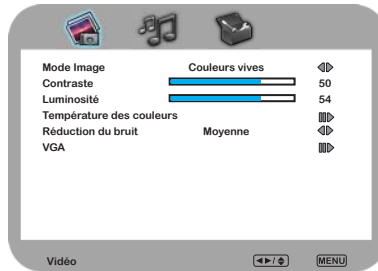 Mode Image Couleurs vives
Contraste 50
Luminosité 54
Température des couleurs
Réduction du bruit Moyenne
VGA
Vidéo MENU